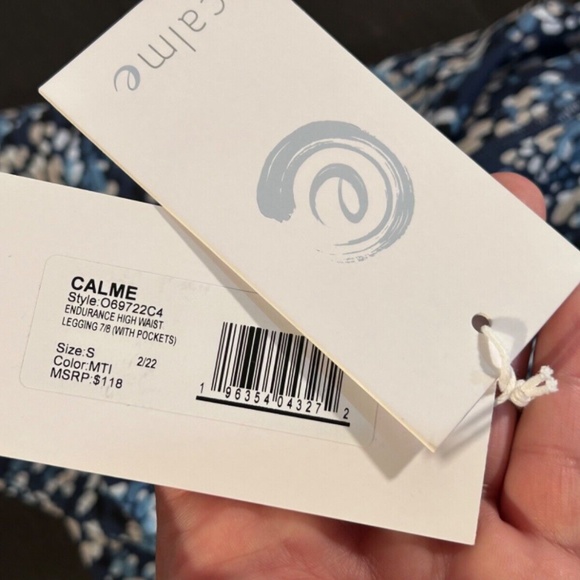 calme
CALME
Style:O69722C4
ENDURANCE HIGH WAIST
LEGGING 7/8 (WITH POCKETS)
Size:S 2/22
Color:MTI
MSRP:$118
1 96354 04327 2